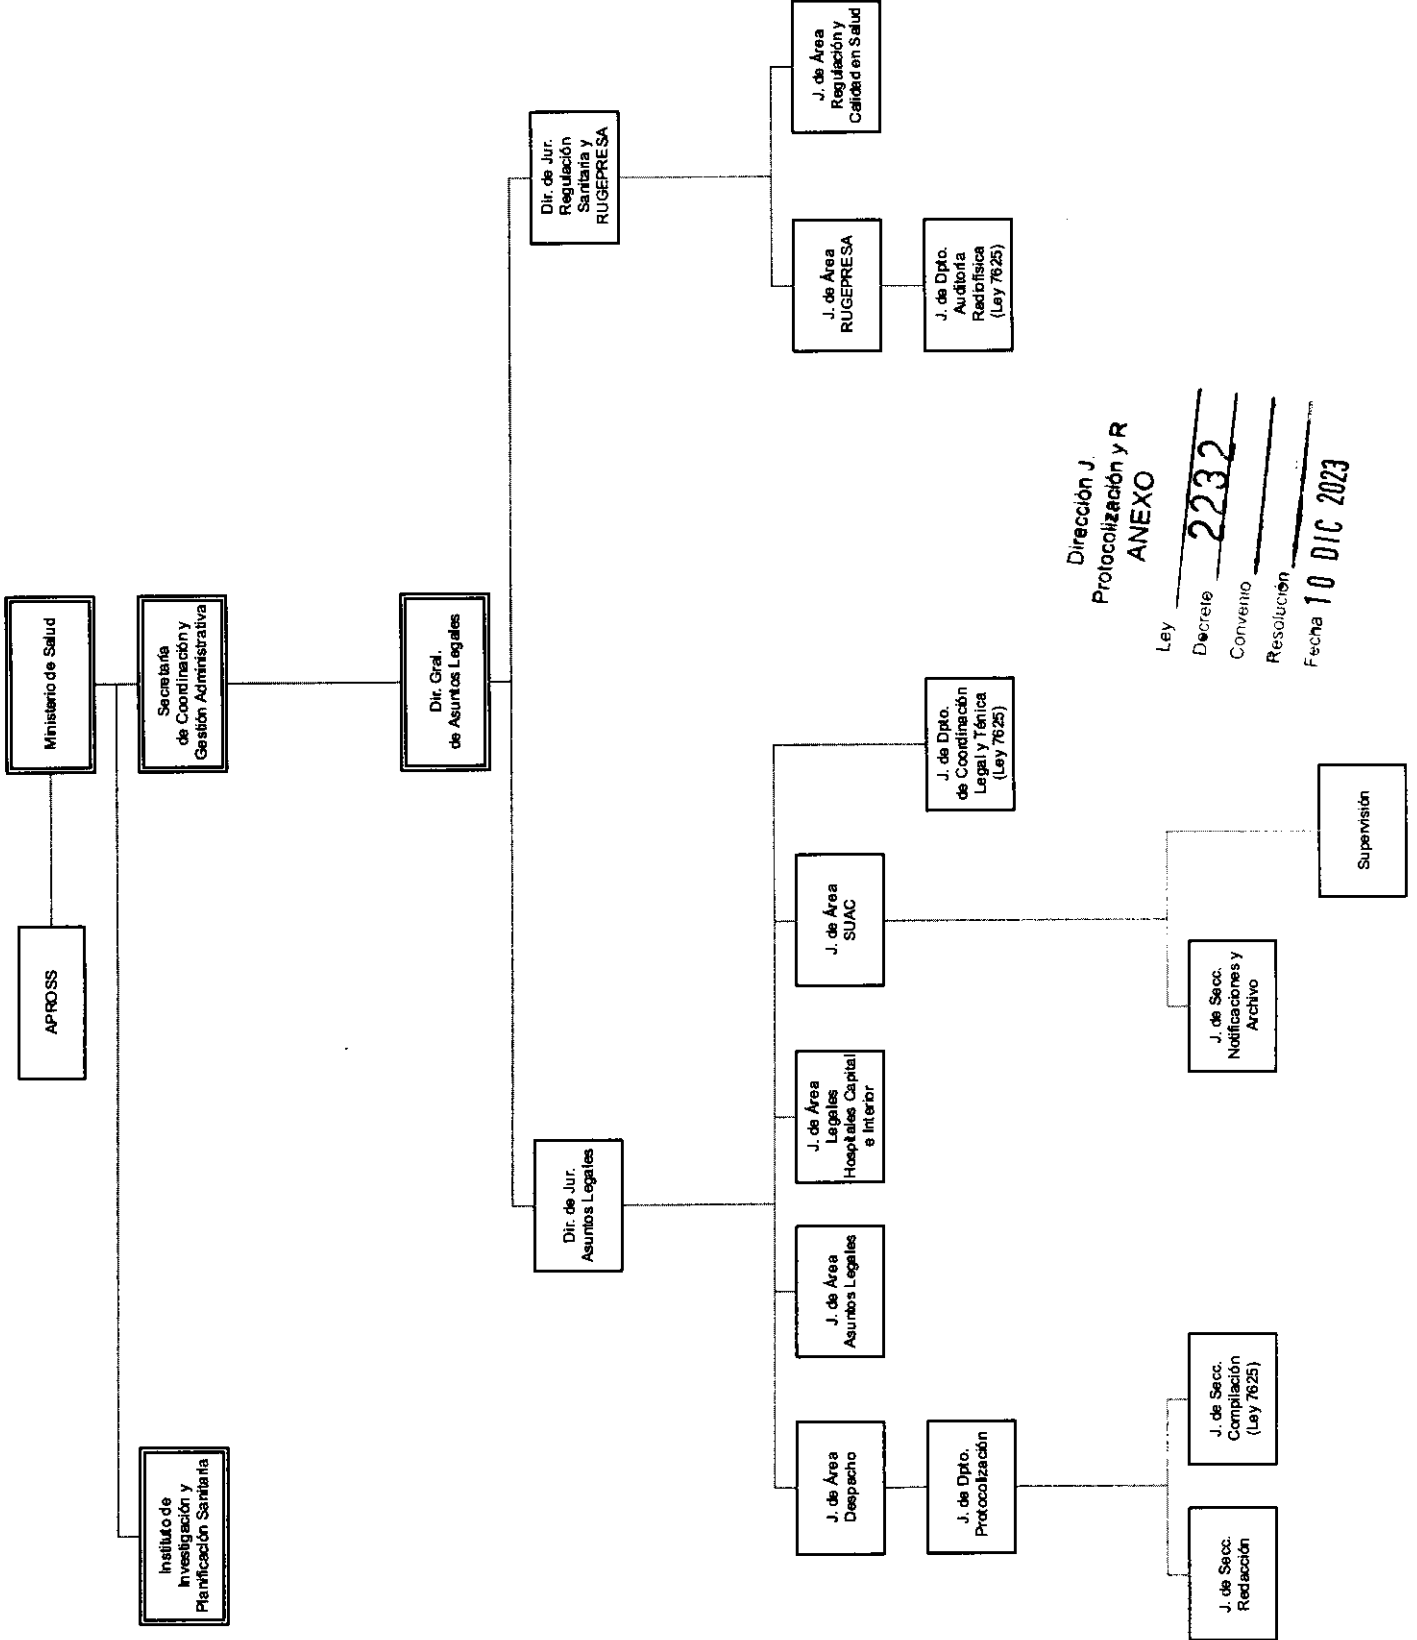 Ministerio de Salud
APROSS
Instituto de
Investigación y
Planificación Sanitaria
Secretaría
de Coordinación y
Gestión Administrativa
Dir. Gral.
de Asuntos Legales
Dir. de Jur.
Asuntos Legales
Dir. de Jur.
Regulación
Sanitaria y
RUGEPRESA
J. de Área
Despacho
J. de Área
Asuntos Legales
J. de Área
Legales
Hospitales Capital
e Interior
J. de Área
SUAC
J. de Área
RUGEPRESA
J. de Área
Regulación y
Calidad en Salud
J. de Dpto.
Protocolización
J. de Dpto.
de Coordinación
Legal y Ténica
(Ley 7625)
J. de Dpto.
Auditoría
Radiofísica
(Ley 7625)
J. de Secc.
Redacción
J. de Secc.
Compilación
(Ley 7625)
J. de Secc.
Notificaciones y
Archivo
Supervisión
Dirección J.
Protocolización y R
ANEXO
Ley
Decreto 2232
Convenio
Resolución
Fecha 10 DIC 2023